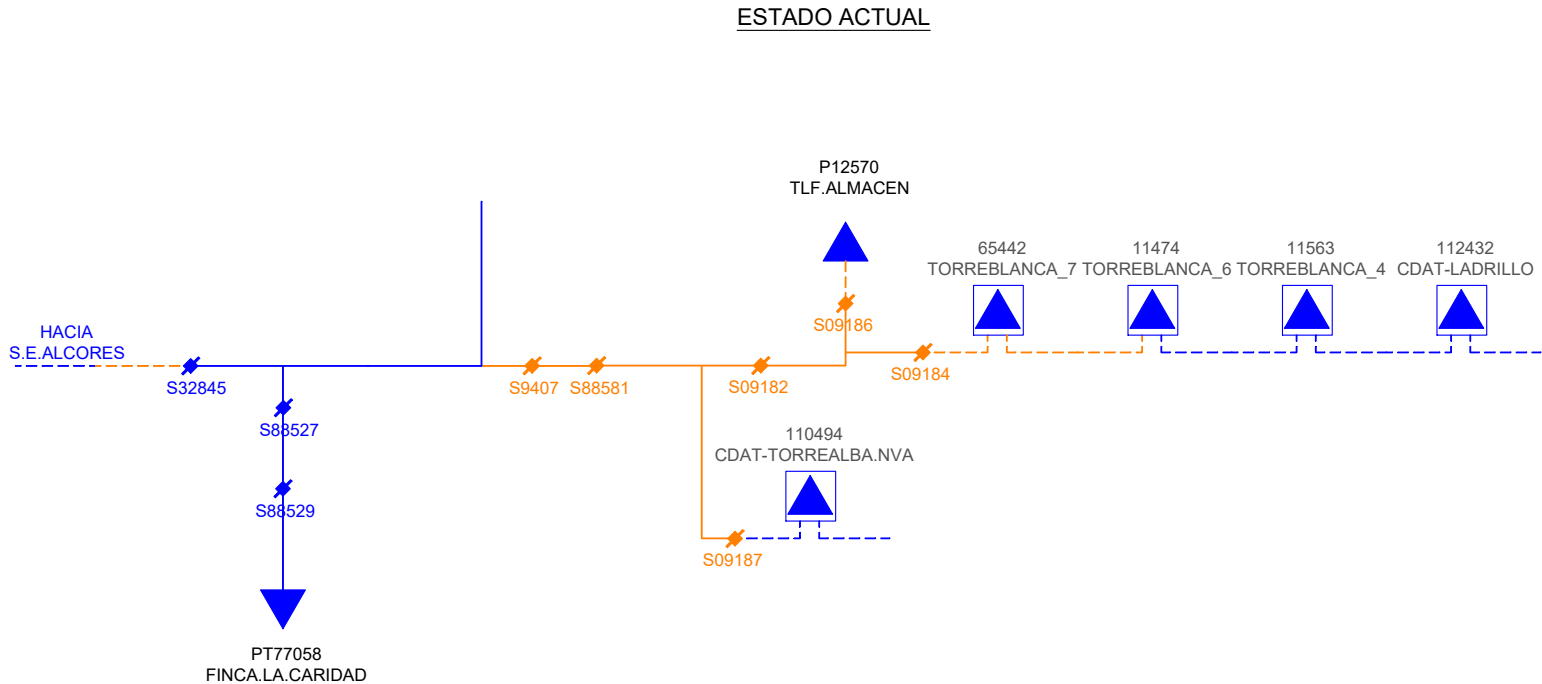 ESTADO ACTUAL
P12570
TLF.ALMACEN
65442
TORREBLANCA_7
11474
TORREBLANCA_6
11563
TORREBLANCA_4
112432
CDAT-LADRILLO
HACIA
S.E.ALCORES
S09186
S32845
S9407
S88581
S09182
S09184
S88527
110494
CDAT-TORREALBA.NVA
S88529
S09187
PT77058
FINCA.LA.CARIDAD